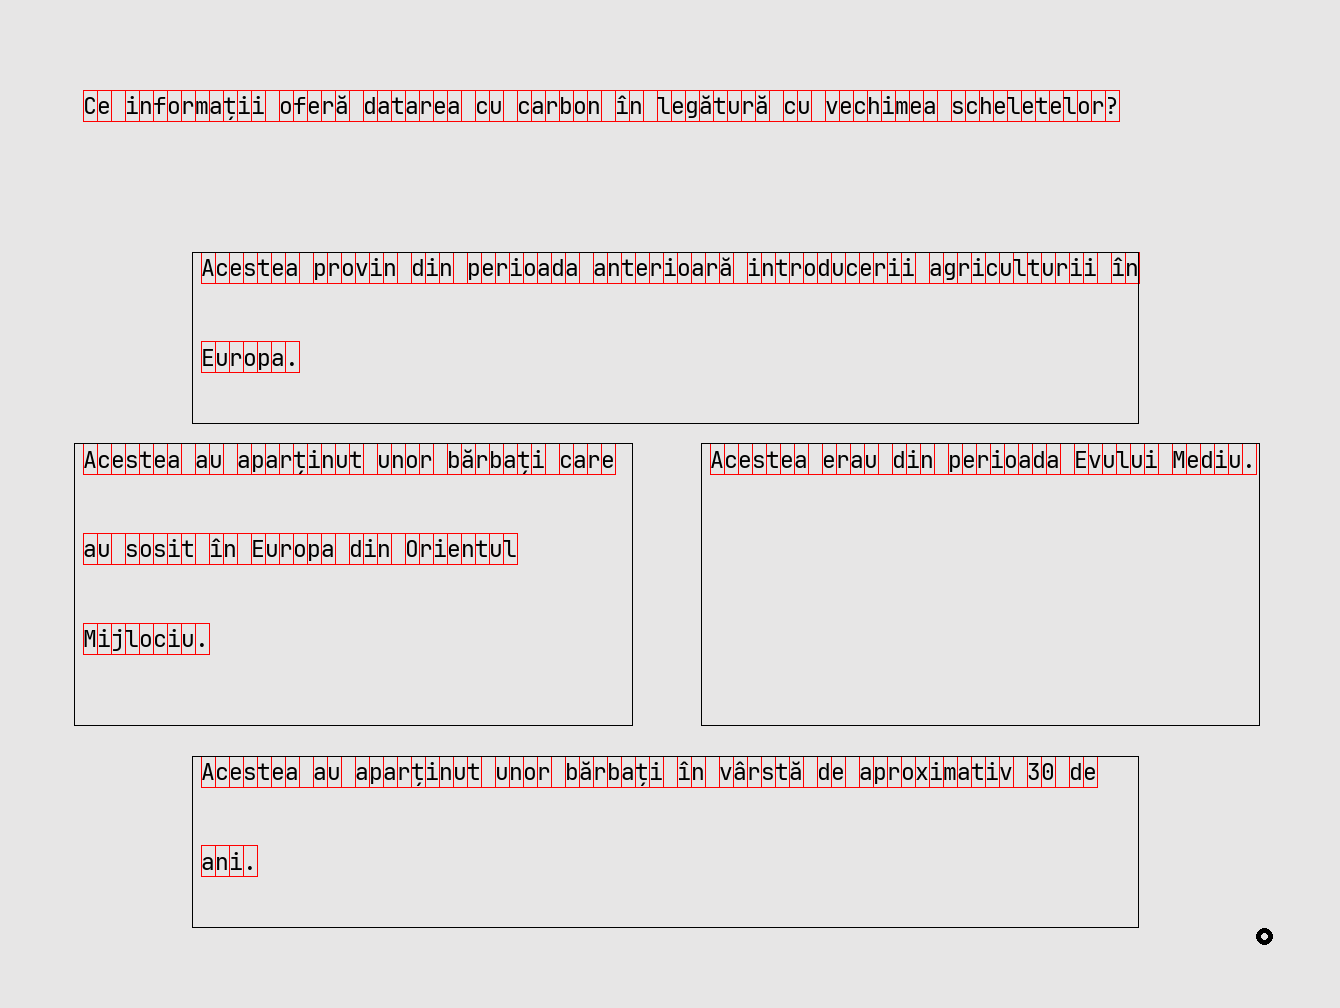 Ce informații oferă datarea cu carbon în legătură cu vechimea scheletelor?
Acestea provin din perioada anterioară introducerii agriculturii în
Europa.
Acestea au aparținut unor bărbați care
au sosit în Europa din Orientul
Mijlociu.
Acestea erau din perioada Evului Mediu.
Acestea au aparținut unor bărbați în vârstă de aproximativ 30 de
ani.